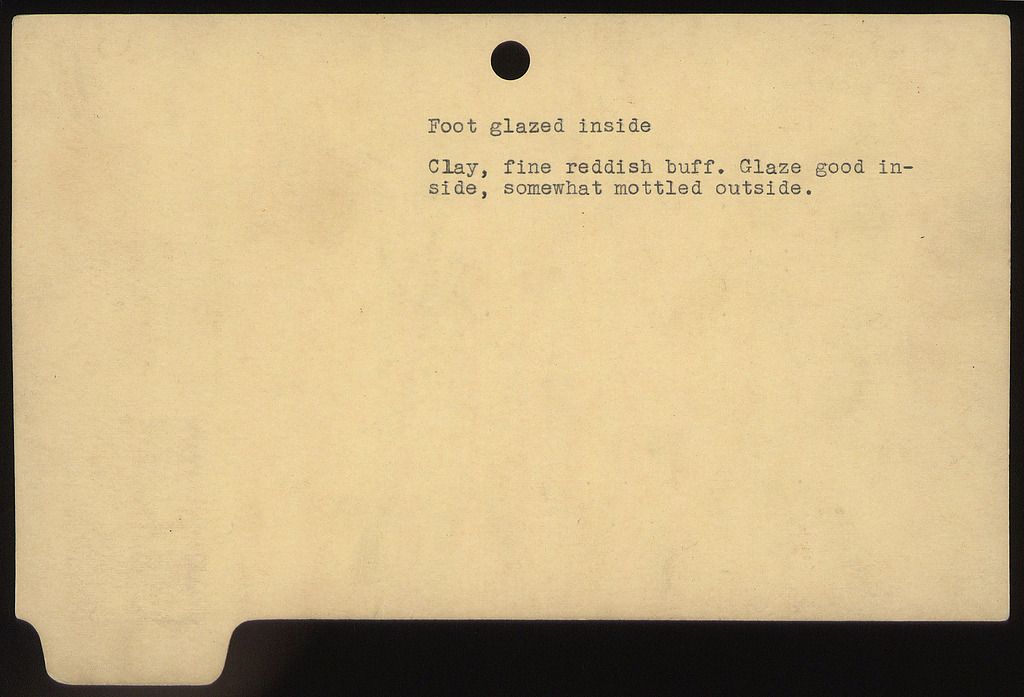 Foot glazed inside
Clay, fine reddish buff. Glaze good in-
side, somewhat mottled outside.